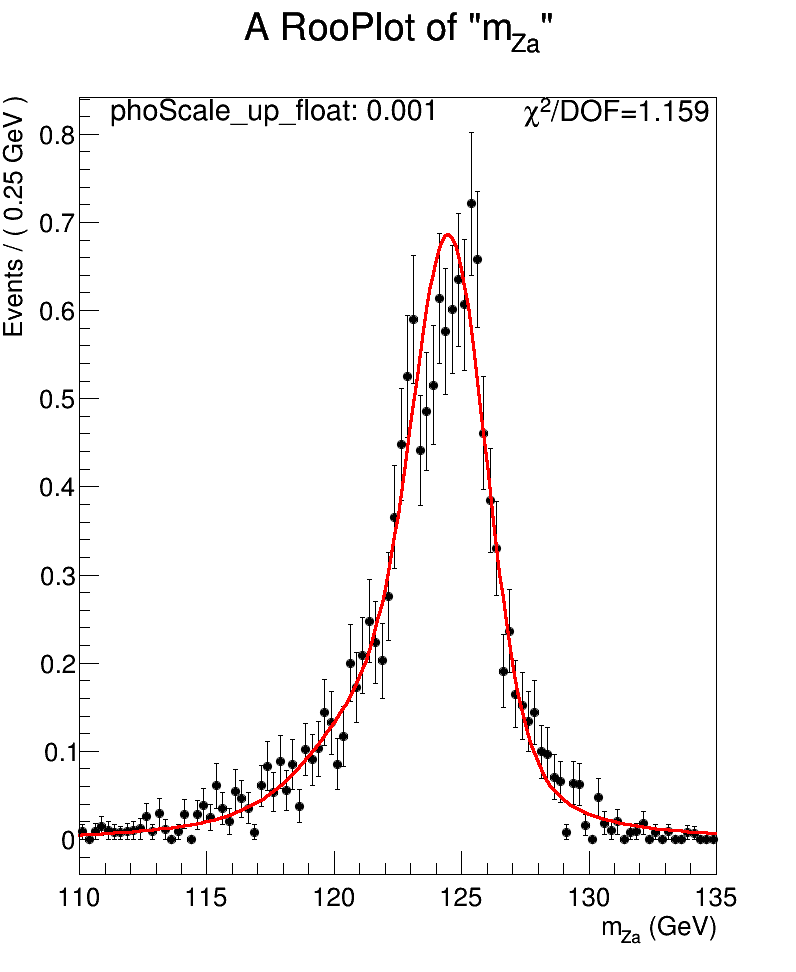 A RooPlot of "m_Za"
phoScale_up_float: 0.001
χ²/DOF=1.159
Events / ( 0.25 GeV )
0.8
0.7
0.6
0.5
0.4
0.3
0.2
0.1
0
110 115 120 125 130 135
m_Za (GeV)